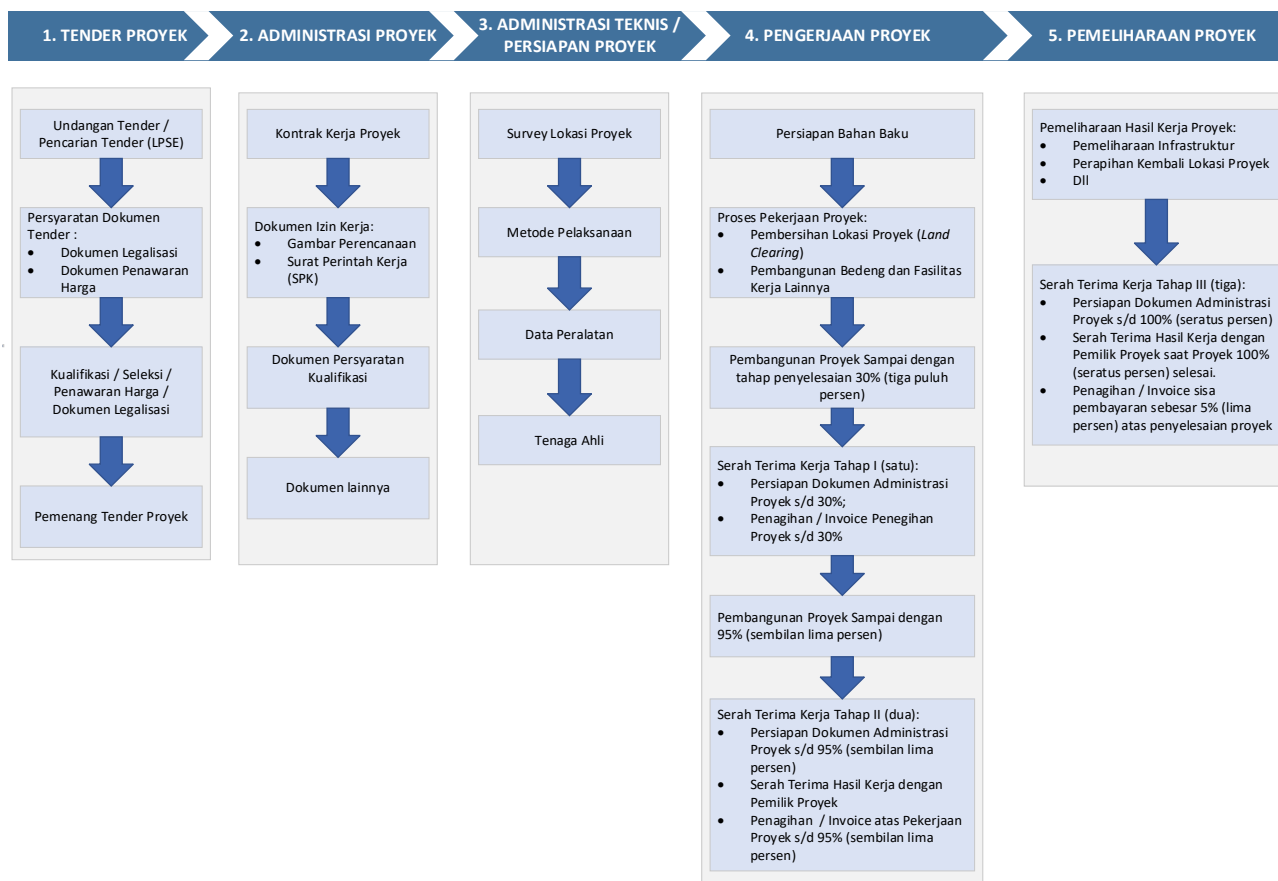 1. TENDER PROYEK
2. ADMINISTRASI PROYEK
3. ADMINISTRASI TEKNIS /
PERSIAPAN PROYEK
4. PENGERJAAN PROYEK
5. PEMELIHARAAN PROYEK
Undangan Tender /
Pencarian Tender (LPSE)
Persyaratan Dokumen
Tender :
• Dokumen Legalisasi
• Dokumen Penawaran
Harga
Kualifikasi / Seleksi /
Penawaran Harga /
Dokumen Legalisasi
Pemenang Tender Proyek
Kontrak Kerja Proyek
Dokumen Izin Kerja:
• Gambar Perencanaan
• Surat Perintah Kerja
(SPK)
Dokumen Persyaratan
Kualifikasi
Dokumen lainnya
Survey Lokasi Proyek
Metode Pelaksanaan
Data Peralatan
Tenaga Ahli
Persiapan Bahan Baku
Proses Pekerjaan Proyek:
• Pembersihan Lokasi Proyek (Land
Clearing)
• Pembangunan Bedeng dan Fasilitas
Kerja Lainnya
Pembangunan Proyek Sampai dengan
tahap penyelesaian 30% (tiga puluh
persen)
Serah Terima Kerja Tahap I (satu):
• Persiapan Dokumen Administrasi
Proyek s/d 30%;
• Penagihan / Invoice Penegihan
Proyek s/d 30%
Pembangunan Proyek Sampai dengan
95% (sembilan lima persen)
Serah Terima Kerja Tahap II (dua):
• Persiapan Dokumen Administrasi
Proyek s/d 95% (sembilan lima
persen)
• Serah Terima Hasil Kerja dengan
Pemilik Proyek
• Penagihan / Invoice atas Pekerjaan
Proyek s/d 95% (sembilan lima
persen)
Pemeliharaan Hasil Kerja Proyek:
• Pemeliharaan Infrastruktur
• Perapihan Kembali Lokasi Proyek
• Dll
Serah Terima Kerja Tahap III (tiga):
• Persiapan Dokumen Administrasi
Proyek s/d 100% (seratus persen)
• Serah Terima Hasil Kerja dengan
Pemilik Proyek saat Proyek 100%
(seratus persen) selesai.
• Penagihan / Invoice sisa
pembayaran sebesar 5% (lima
persen) atas penyelesaian proyek